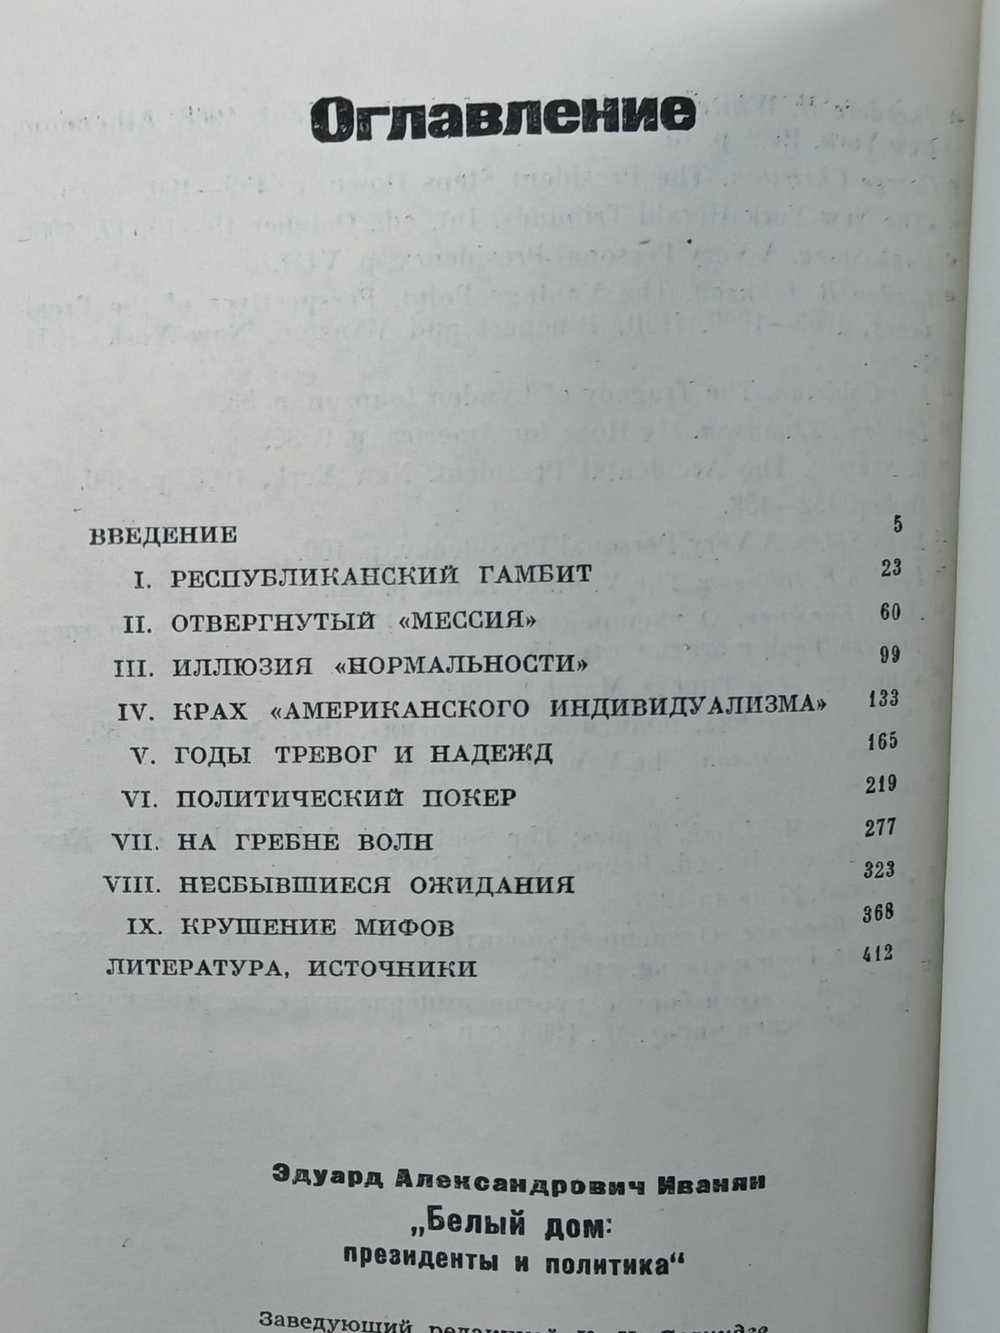 Оглавление
ВВЕДЕНИЕ 5
I. РЕСПУБЛИКАНСКИЙ ГАМБИТ 23
II. ОТВЕРГНУТЫЙ «МЕССИЯ» 60
III. ИЛЛЮЗИЯ «НОРМАЛЬНОСТИ» 99
IV. КРАХ «АМЕРИКАНСКОГО ИНДИВИДУАЛИЗМА» 133
V. ГОДЫ ТРЕВОГ И НАДЕЖД 165
VI. ПОЛИТИЧЕСКИЙ ПОКЕР 219
VII. НА ГРЕБНЕ ВОЛН 277
VIII. НЕСБЫВШИЕСЯ ОЖИДАНИЯ 323
IX. КРУШЕНИЕ МИФОВ 368
ЛИТЕРАТУРА, ИСТОЧНИКИ 412
Эдуард Александрович Иванян
„Белый дом:
президенты и политика“
Заведующий редакцией